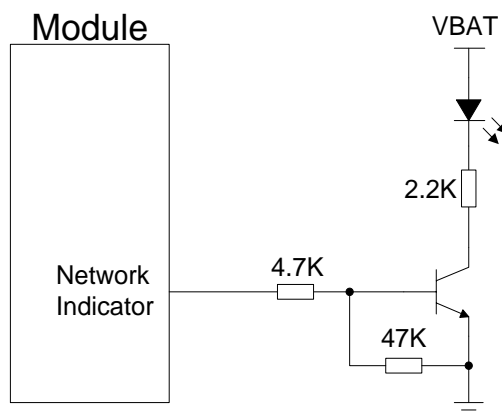 Module
VBAT
2.2K
4.7K
Network
Indicator
47K